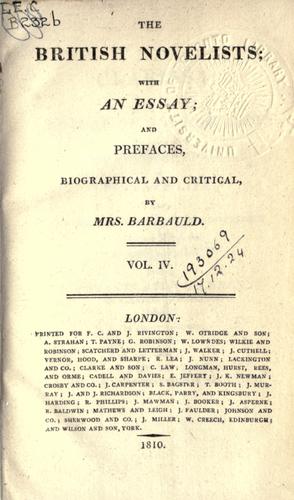 L.E.C
B232b
THE
BRITISH NOVELISTS;
WITH
AN ESSAY;
AND
PREFACES,
BIOGRAPHICAL AND CRITICAL,
BY
MRS. BARBAULD.
VOL. IV.
193069
17.12.24
LONDON:
PRINTED FOR F. C. AND J. RIVINGTON; W. OTRIDGE AND SON;
A. STRAHAN; T. PAYNE; G. ROBINSON; W. LOWNDES; WILKIE AND
ROBINSON; SCATCHERD AND LETTERMAN; J. WALKER; J. CUTHELL;
VERNOR, HOOD, AND SHARPE; R. LEA; J. NUNN; LACKINGTON
AND CO.; CLARKE AND SON; C. LAW; LONGMAN, HURST, REES,
AND ORME; CADELL AND DAVIES; E. JEFFERY; J. K. NEWMAN;
CROSBY AND CO.; J. CARPENTER; S. BAGSTER; T. BOOTH; J. MUR-
RAY; J. AND J. RICHARDSON; BLACK, PARRY, AND KINGSBURY; J.
HARDING; R. PHILLIPS; J. MAWMAN; J. BOOKER; J. ASPERNE;
R. BALDWIN; MATHEWS AND LEIGH; J. FAULDER; JOHNSON AND
CO.; SHERWOOD AND CO.; J. MILLER; W. CREECH, EDINBURGH;
AND WILSON AND SON, YORK.
1810.